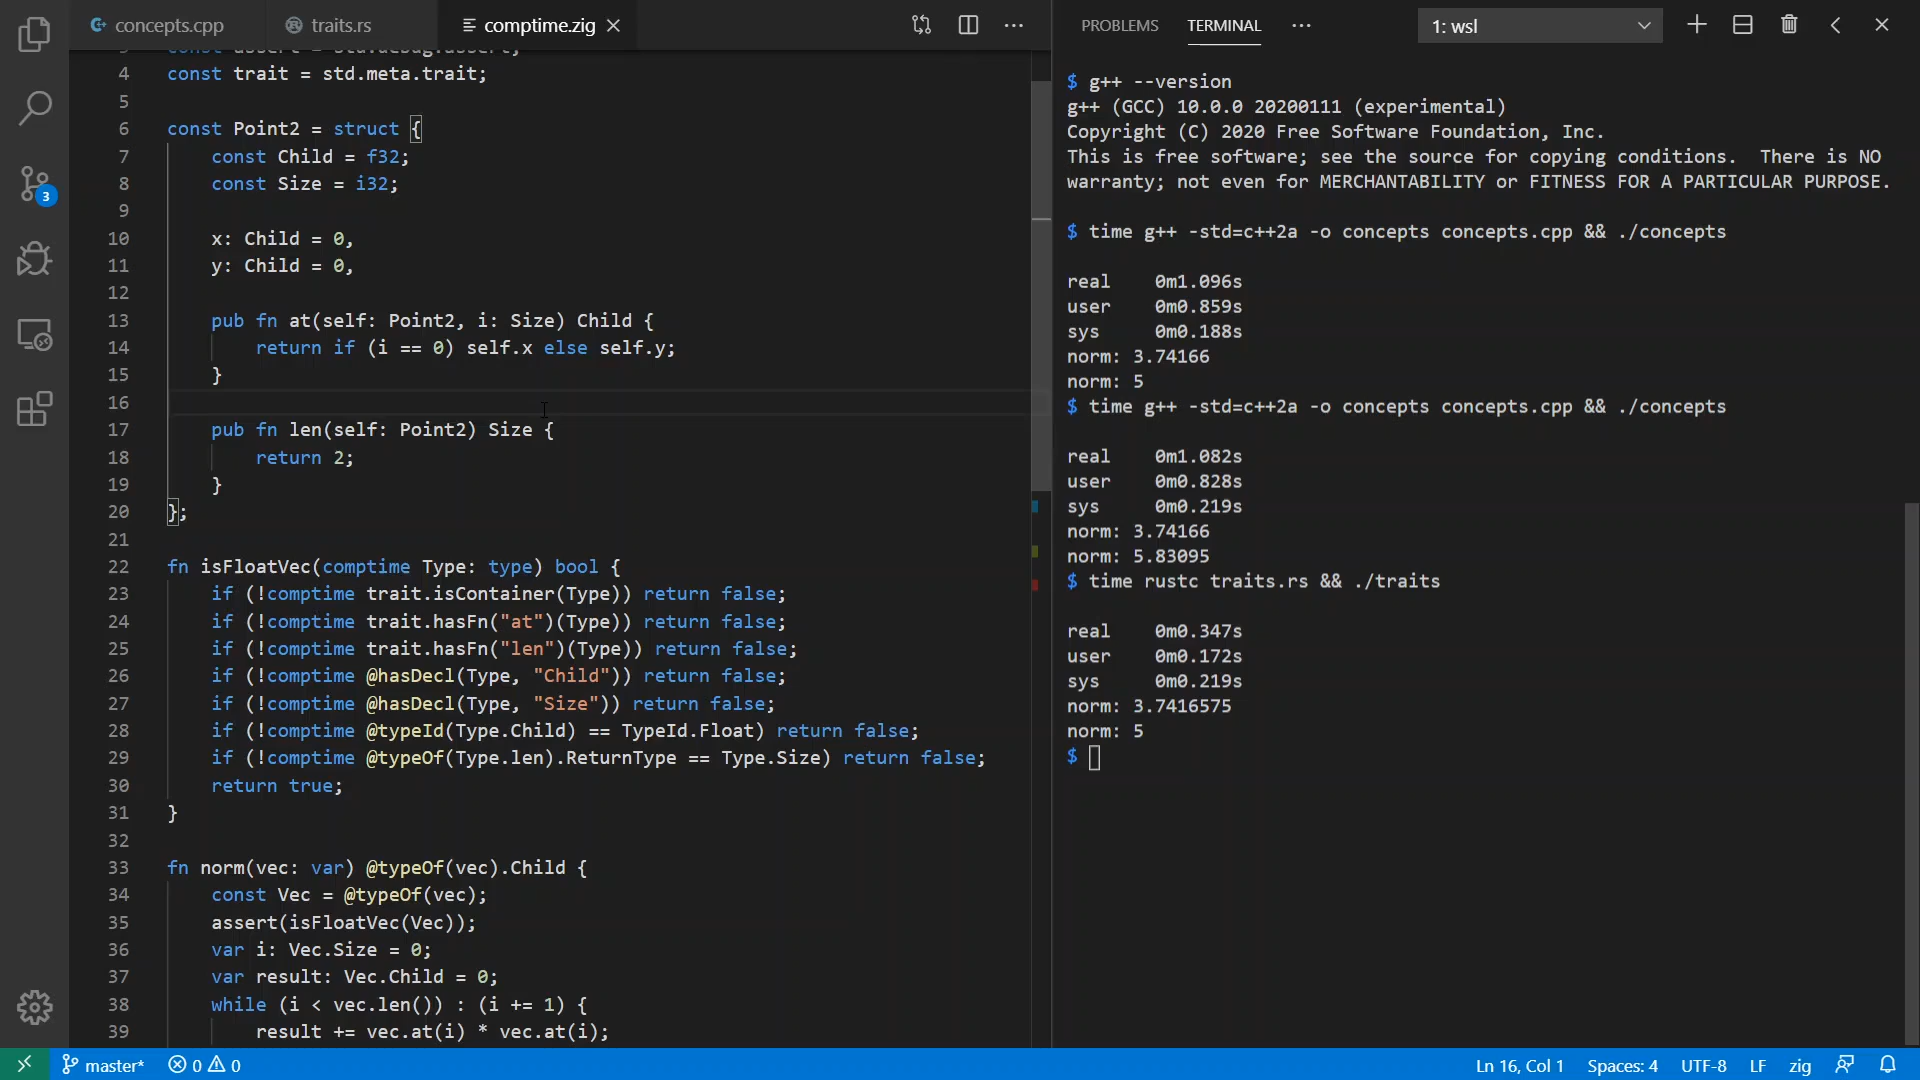 concepts.cpp
traits.rs
comptime.zig
3 const assert = std.debug.assert;
4 const trait = std.meta.trait;
5
6 const Point2 = struct {
7 const Child = f32;
8 const Size = i32;
9
10 x: Child = 0,
11 y: Child = 0,
12
13 pub fn at(self: Point2, i: Size) Child {
14 return if (i == 0) self.x else self.y;
15 }
16
17 pub fn len(self: Point2) Size {
18 return 2;
19 }
20 };
21
22 fn isFloatVec(comptime Type: type) bool {
23 if (!comptime trait.isContainer(Type)) return false;
24 if (!comptime trait.hasFn("at")(Type)) return false;
25 if (!comptime trait.hasFn("len")(Type)) return false;
26 if (!comptime @hasDecl(Type, "Child")) return false;
27 if (!comptime @hasDecl(Type, "Size")) return false;
28 if (!comptime @typeId(Type.Child) == TypeId.Float) return false;
29 if (!comptime @typeOf(Type.len).ReturnType == Type.Size) return false;
30 return true;
31 }
32
33 fn norm(vec: var) @typeOf(vec).Child {
34 const Vec = @typeOf(vec);
35 assert(isFloatVec(Vec));
36 var i: Vec.Size = 0;
37 var result: Vec.Child = 0;
38 while (i < vec.len()) : (i += 1) {
39 result += vec.at(i) * vec.at(i);
PROBLEMS TERMINAL
1: wsl
$ g++ --version
g++ (GCC) 10.0.0 20200111 (experimental)
Copyright (C) 2020 Free Software Foundation, Inc.
This is free software; see the source for copying conditions.  There is NO
warranty; not even for MERCHANTABILITY or FITNESS FOR A PARTICULAR PURPOSE.
$ time g++ -std=c++2a -o concepts concepts.cpp && ./concepts
real 0m1.096s
user 0m0.859s
sys 0m0.188s
norm: 3.74166
norm: 5
$ time g++ -std=c++2a -o concepts concepts.cpp && ./concepts
real 0m1.082s
user 0m0.828s
sys 0m0.219s
norm: 3.74166
norm: 5.83095
$ time rustc traits.rs && ./traits
real 0m0.347s
user 0m0.172s
sys 0m0.219s
norm: 3.7416575
norm: 5
$
3
master* 0 0
Ln 16, Col 1 Spaces: 4 UTF-8 LF zig